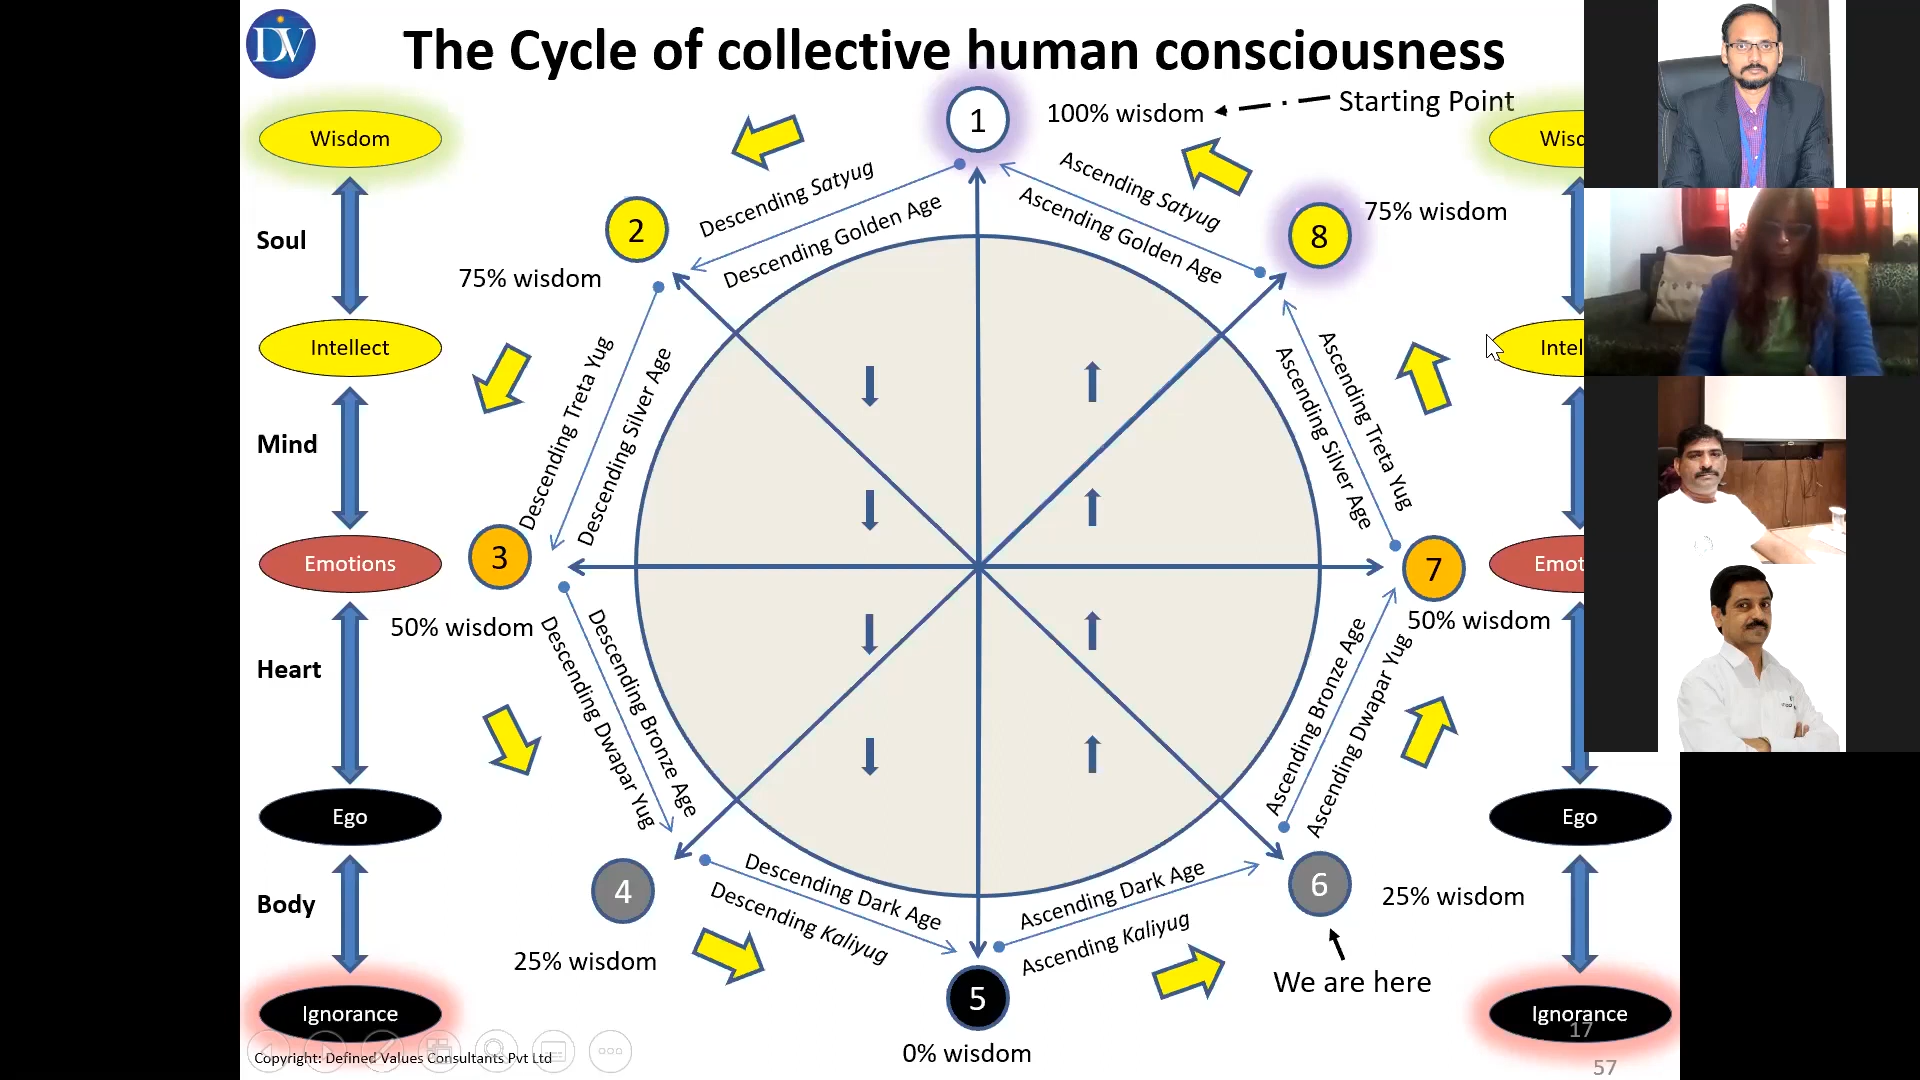 DV
The Cycle of collective human consciousness
1
100% wisdom
Starting Point
Wisdom
Wisd
Descending Satyug
Descending Golden Age
Ascending Satyug
Ascending Golden Age
2
75% wisdom
8
75% wisdom
Soul
Intellect
Intel
Descending Treta Yug
Descending Silver Age
Ascending Treta Yug
Ascending Silver Age
Mind
Emotions
Emot
3
50% wisdom
7
50% wisdom
Heart
Descending Bronze Age
Descending Dwapar Yug
Ascending Bronze Age
Ascending Dwapar Yug
Ego
Ego
Body
4
25% wisdom
6
25% wisdom
Descending Dark Age
Descending Kaliyug
Ascending Dark Age
Ascending Kaliyug
We are here
5
0% wisdom
Ignorance
Ignorance
17
Copyright: Defined Values Consultants Pvt Ltd
57